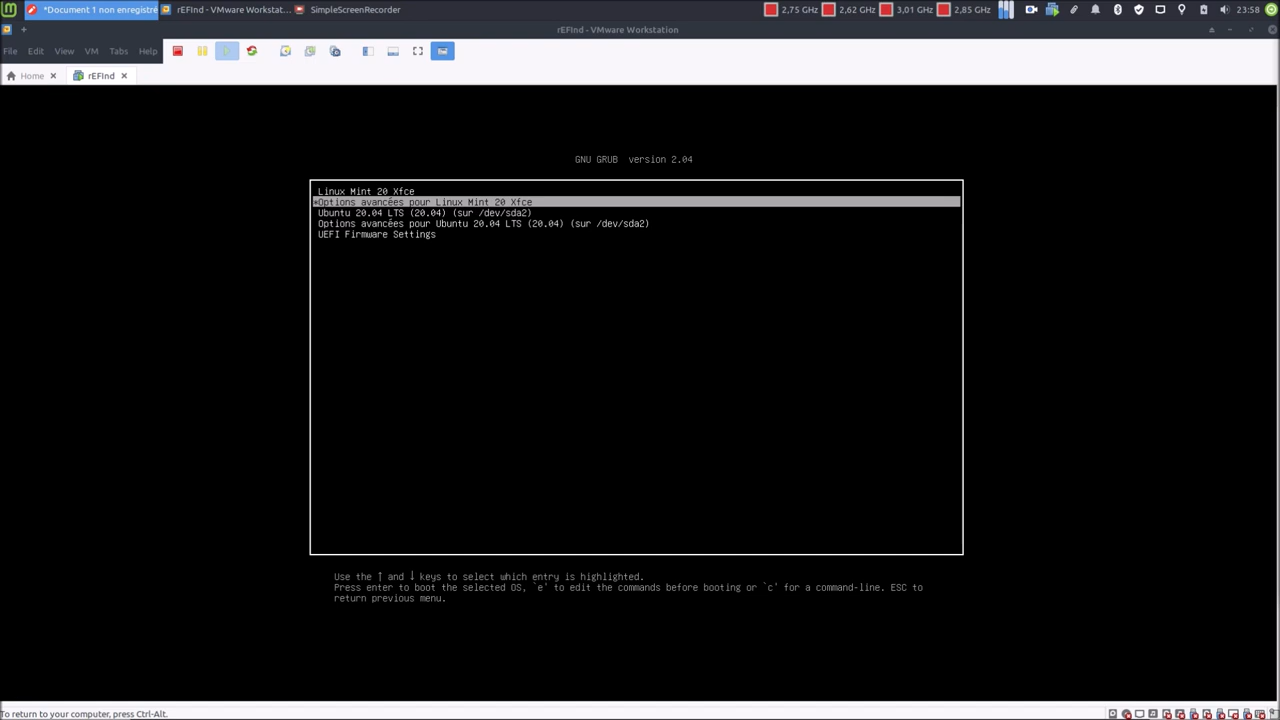 *Document 1 non enregistré
rEFInd - VMware Workstat...
SimpleScreenRecorder
2,75 GHz
2,62 GHz
3,01 GHz
2,85 GHz
23:58
rEFInd - VMware Workstation
File Edit View VM Tabs Help
Home
rEFInd
GNU GRUB version 2.04
Linux Mint 20 Xfce
*Options avancées pour Linux Mint 20 Xfce
Ubuntu 20.04 LTS (20.04) (sur /dev/sda2)
Options avancées pour Ubuntu 20.04 LTS (20.04) (sur /dev/sda2)
UEFI Firmware Settings
Use the ↑ and ↓ keys to select which entry is highlighted.
Press enter to boot the selected OS, `e' to edit the commands before booting or `c' for a command-line. ESC to
return previous menu.
To return to your computer, press Ctrl-Alt.